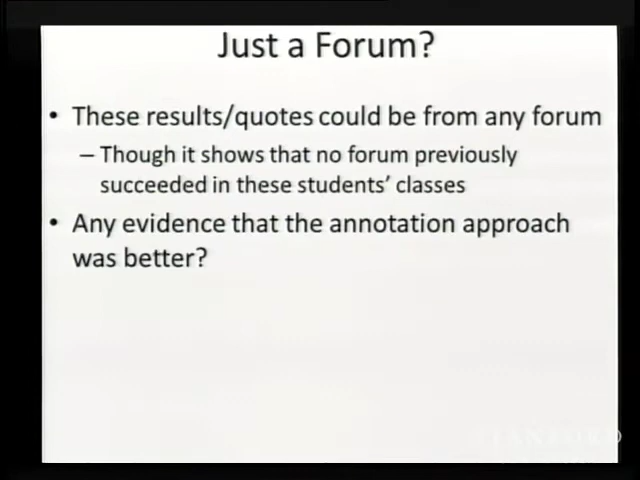 Just a Forum?
• These results/quotes could be from any forum
– Though it shows that no forum previously
succeeded in these students' classes
• Any evidence that the annotation approach
was better?
STANFORD